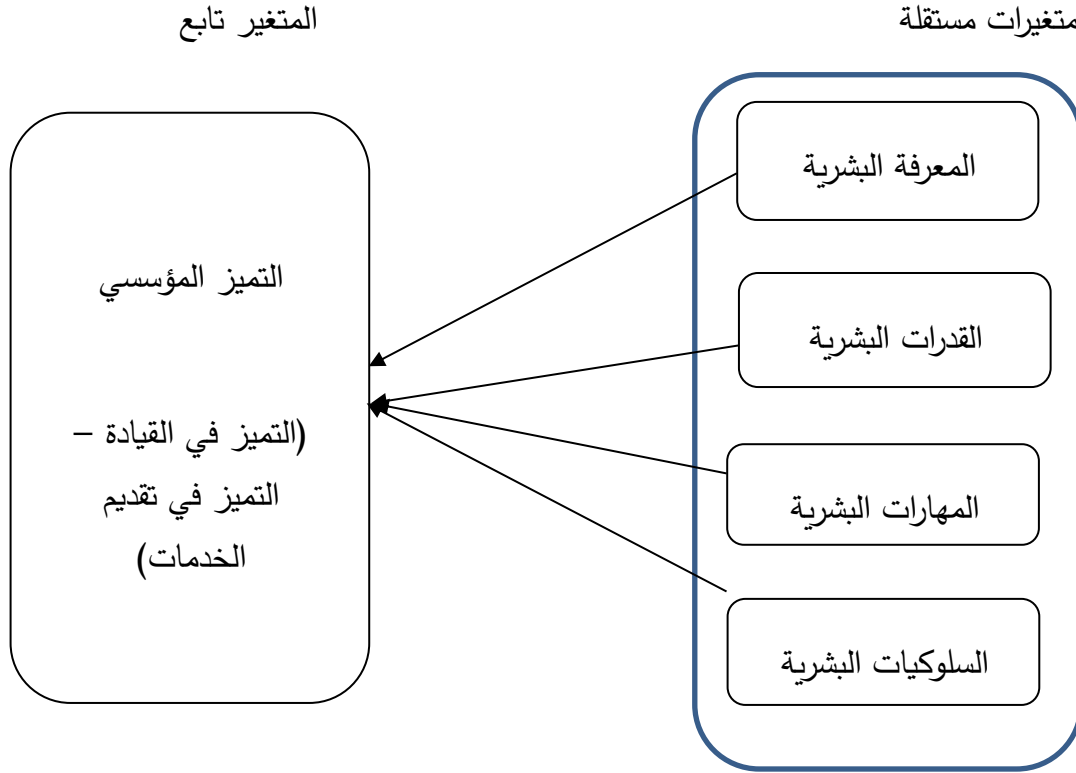 متغيرات مستقلة
المتغير تابع
المعرفة البشرية
القدرات البشرية
المهارات البشرية
السلوكيات البشرية
التميز المؤسسي
(التميز في القيادة –
التميز في تقديم
الخدمات)